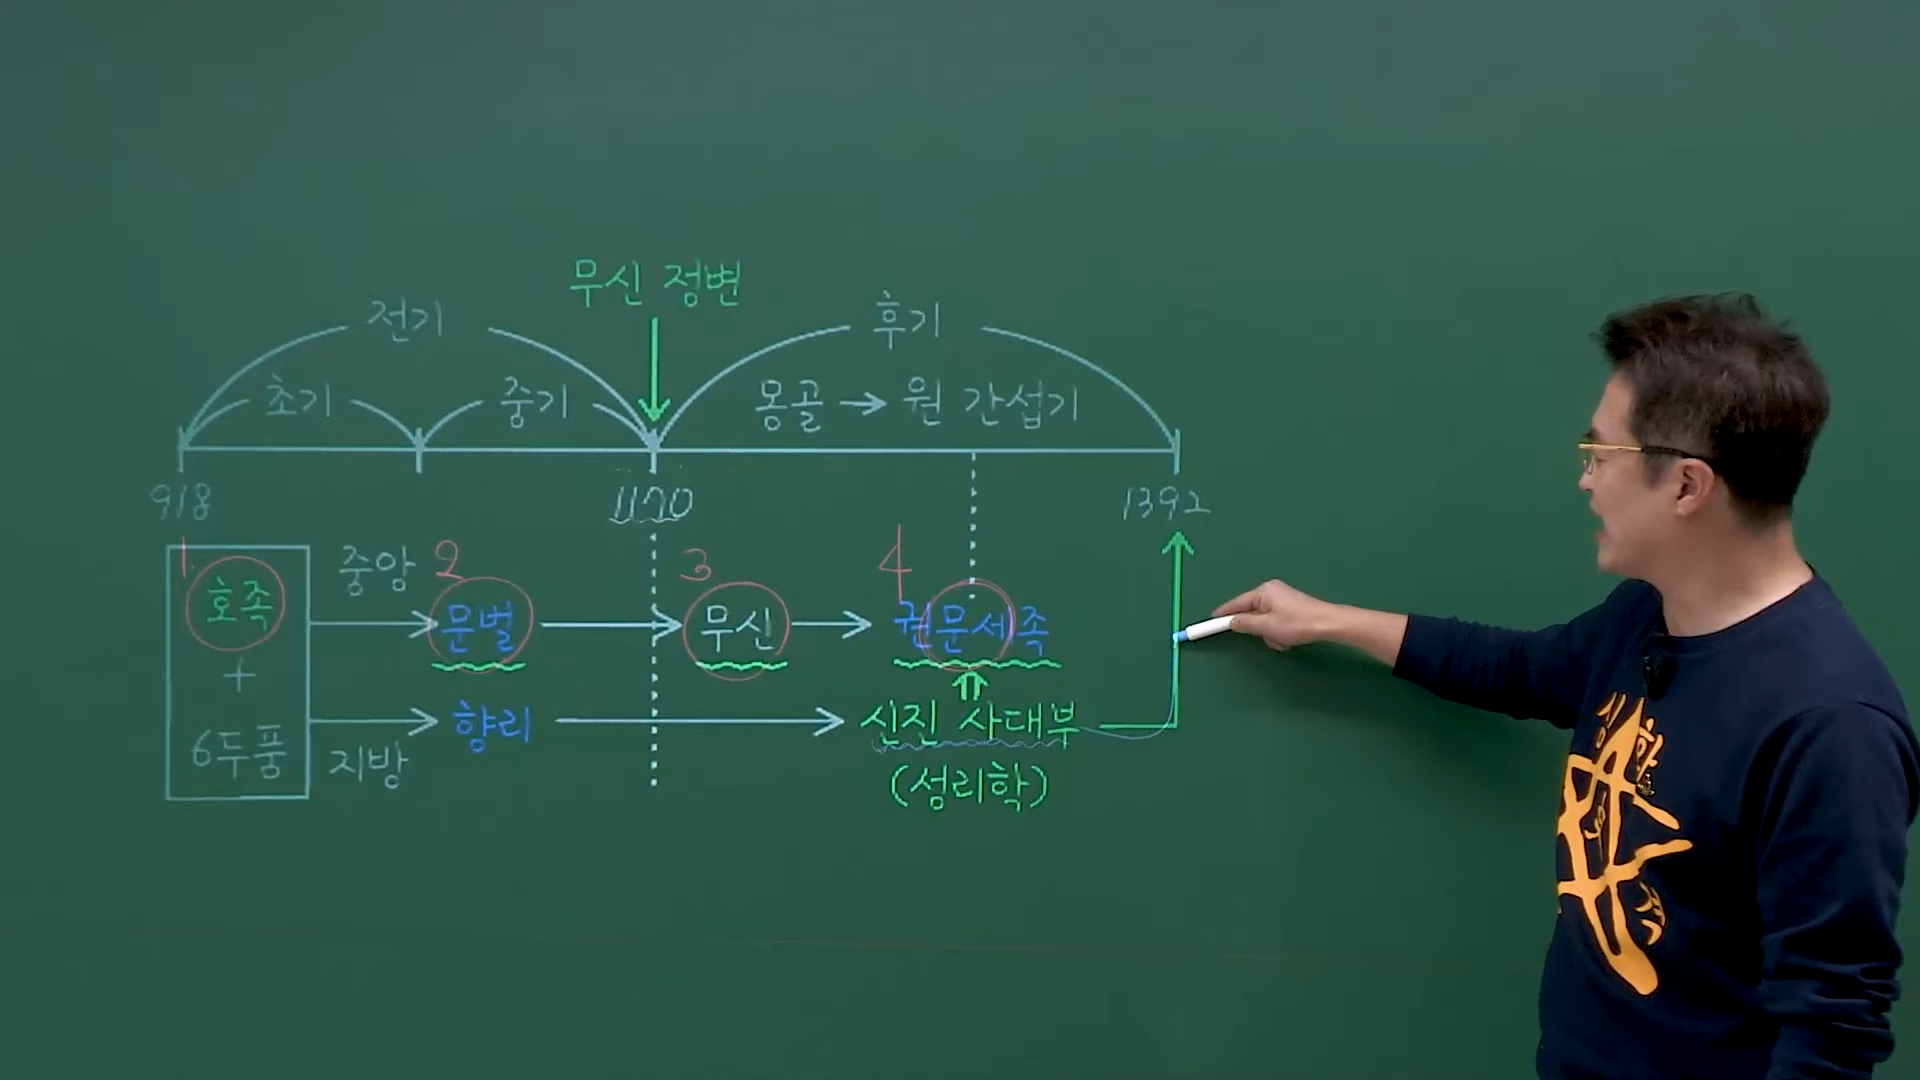 무신 정변
전기
후기
초기
중기
몽골 → 원 간섭기
918
1170
1392
1.
호족
+
6두품
중앙
지방
2
문벌
향리
3
무신
4
권문세족
신진 사대부
(성리학)